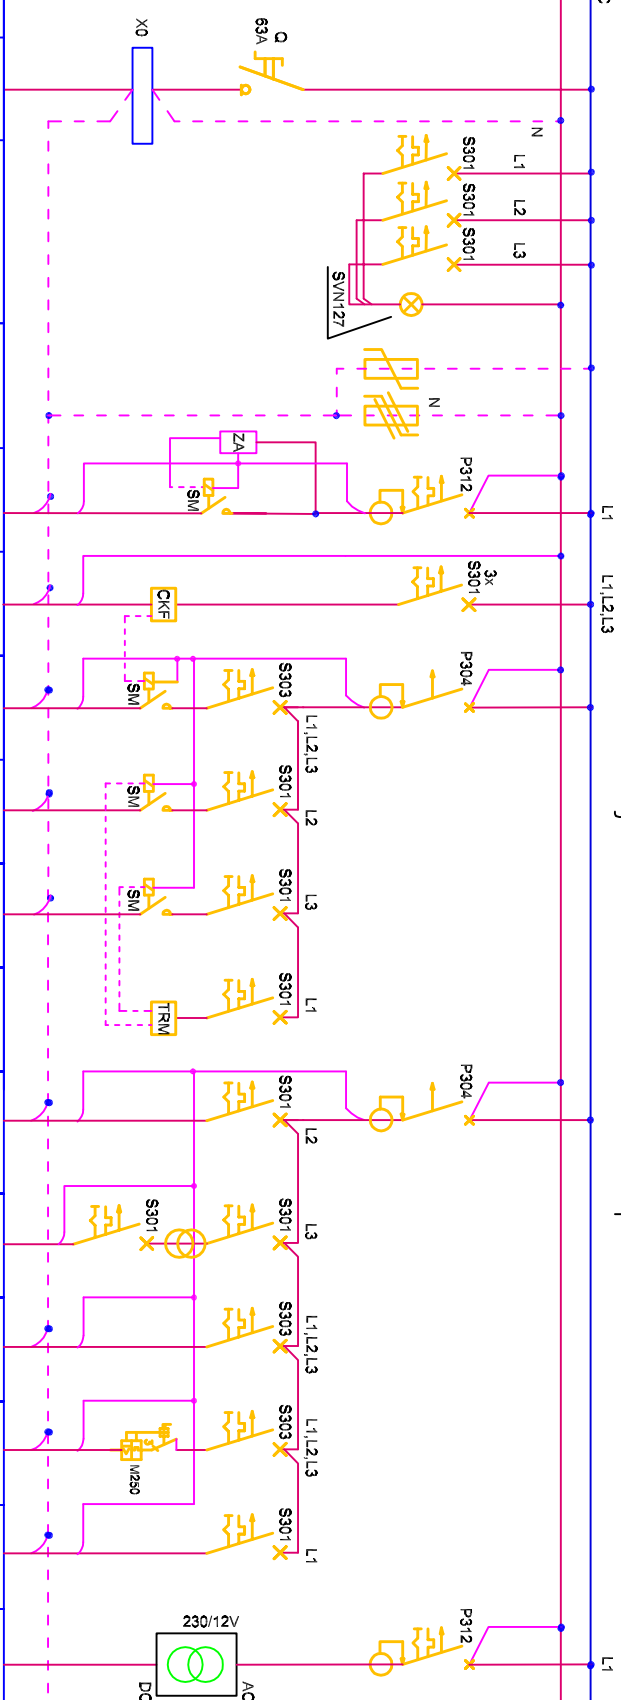 X0
Q
63A
N
L1
S301
L2
S301
L3
S301
SVN127
N
ZA
SM
P312
L1
CKF
3x
S301
L1,L2,L3
SM
S303
L1,L2,L3
P304
SM
S301
L2
SM
S301
L3
TRM
S301
L1
S301
L2
P304
S301
S301
L3
S303
L1,L2,L3
M250
S303
L1,L2,L3
S301
L1
230/12V
AC
DC
P312
L1